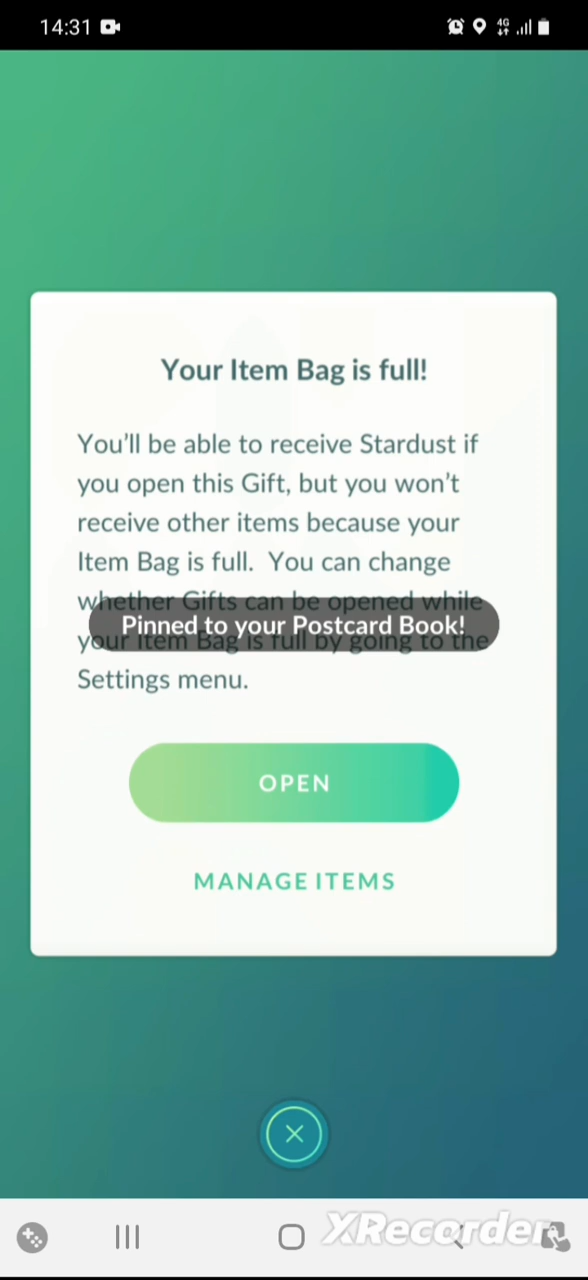 14:31
4G
Your Item Bag is full!
You'll be able to receive Stardust if
you open this Gift, but you won't
receive other items because your
Item Bag is full. You can change
whether Gifts can be opened while
Pinned to your Postcard Book!
your Item Bag is full by going to the
Settings menu.
OPEN
MANAGE ITEMS
XRecorder